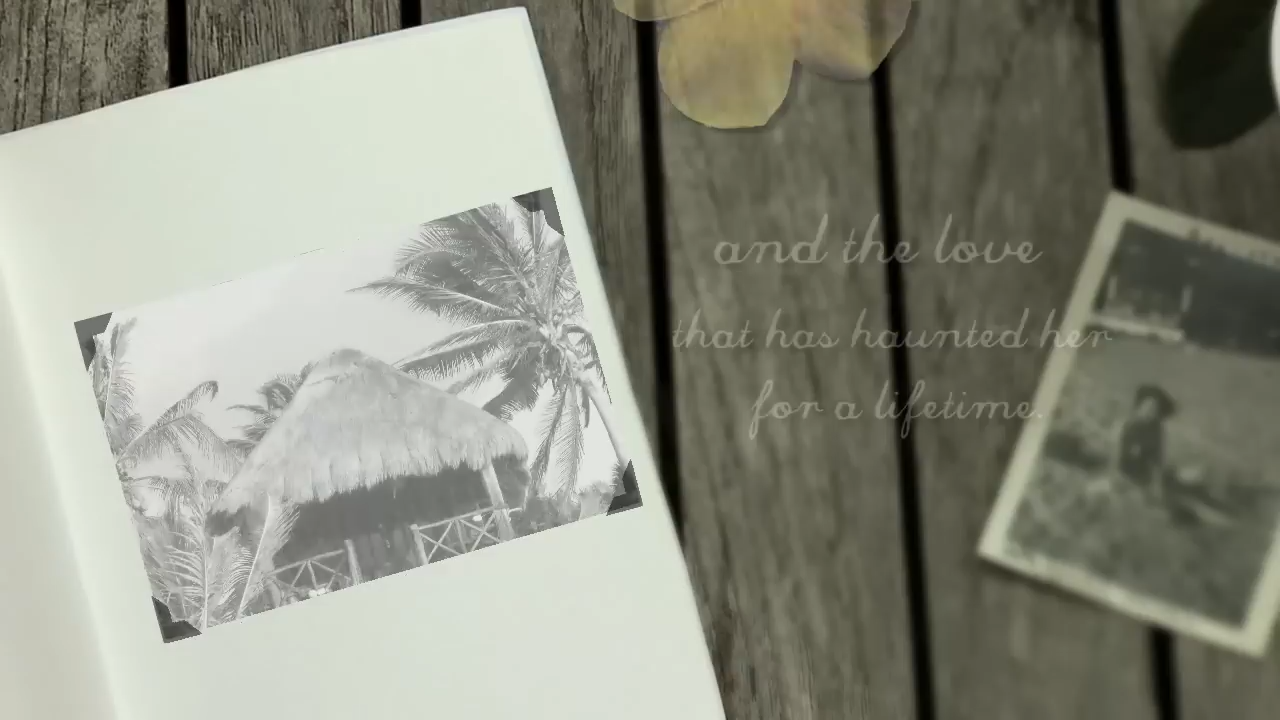 and the love
that has haunted her
for a lifetime.